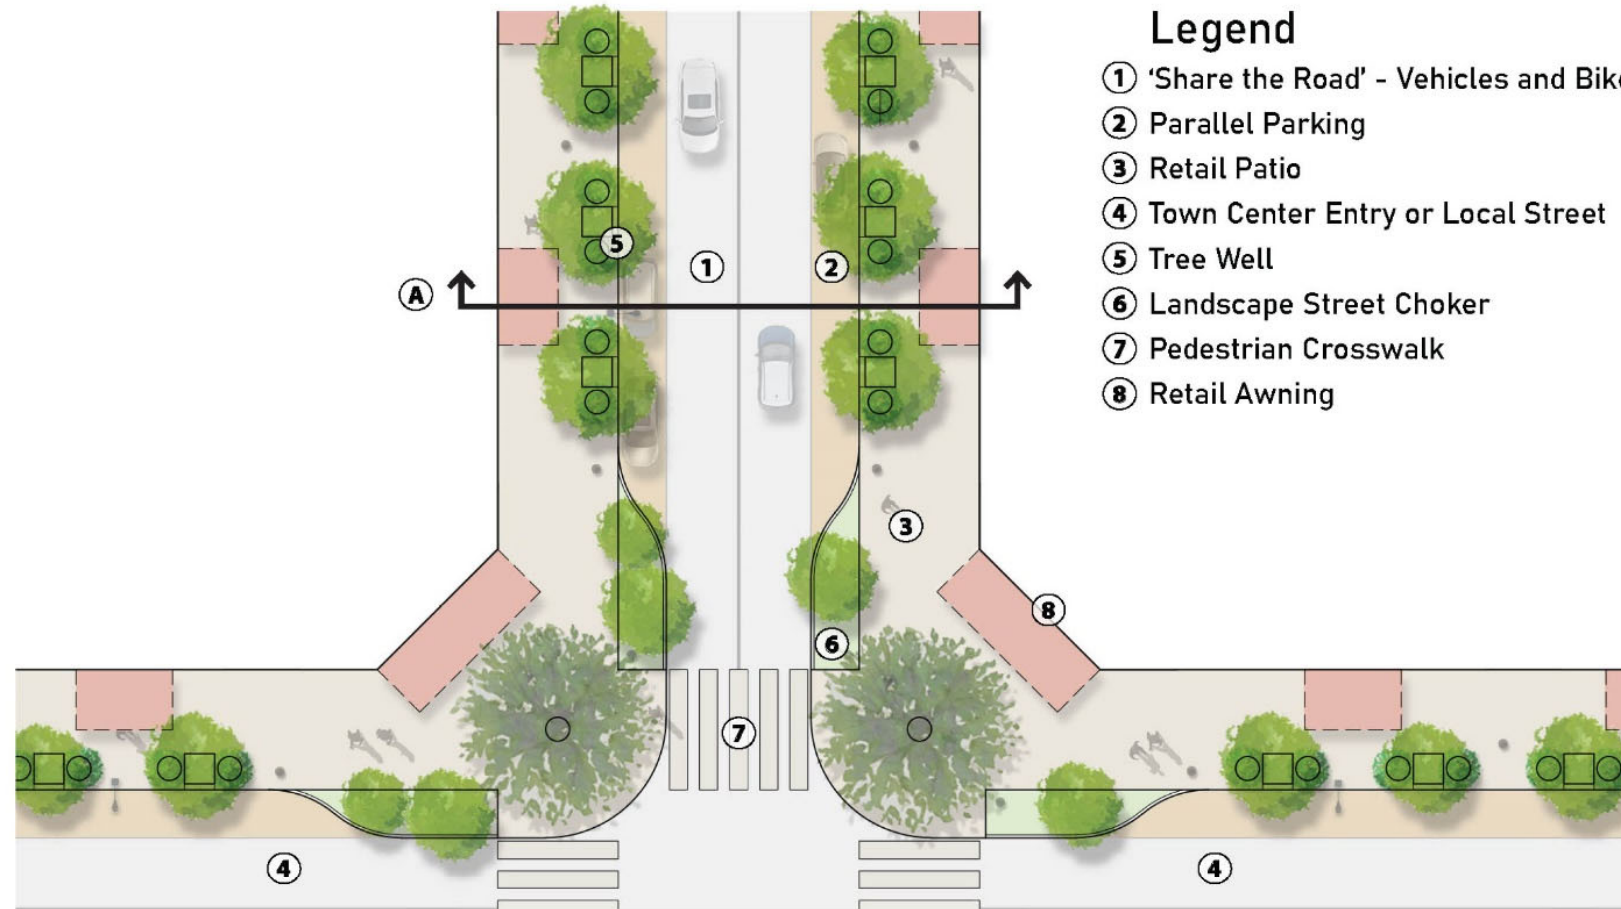 Legend
1 'Share the Road' - Vehicles and
2 Parallel Parking
3 Retail Patio
4 Town Center Entry or Local Street
5 Tree Well
6 Landscape Street Choker
7 Pedestrian Crosswalk
8 Retail Awning
5
1
2
A
3
8
6
7
4
4